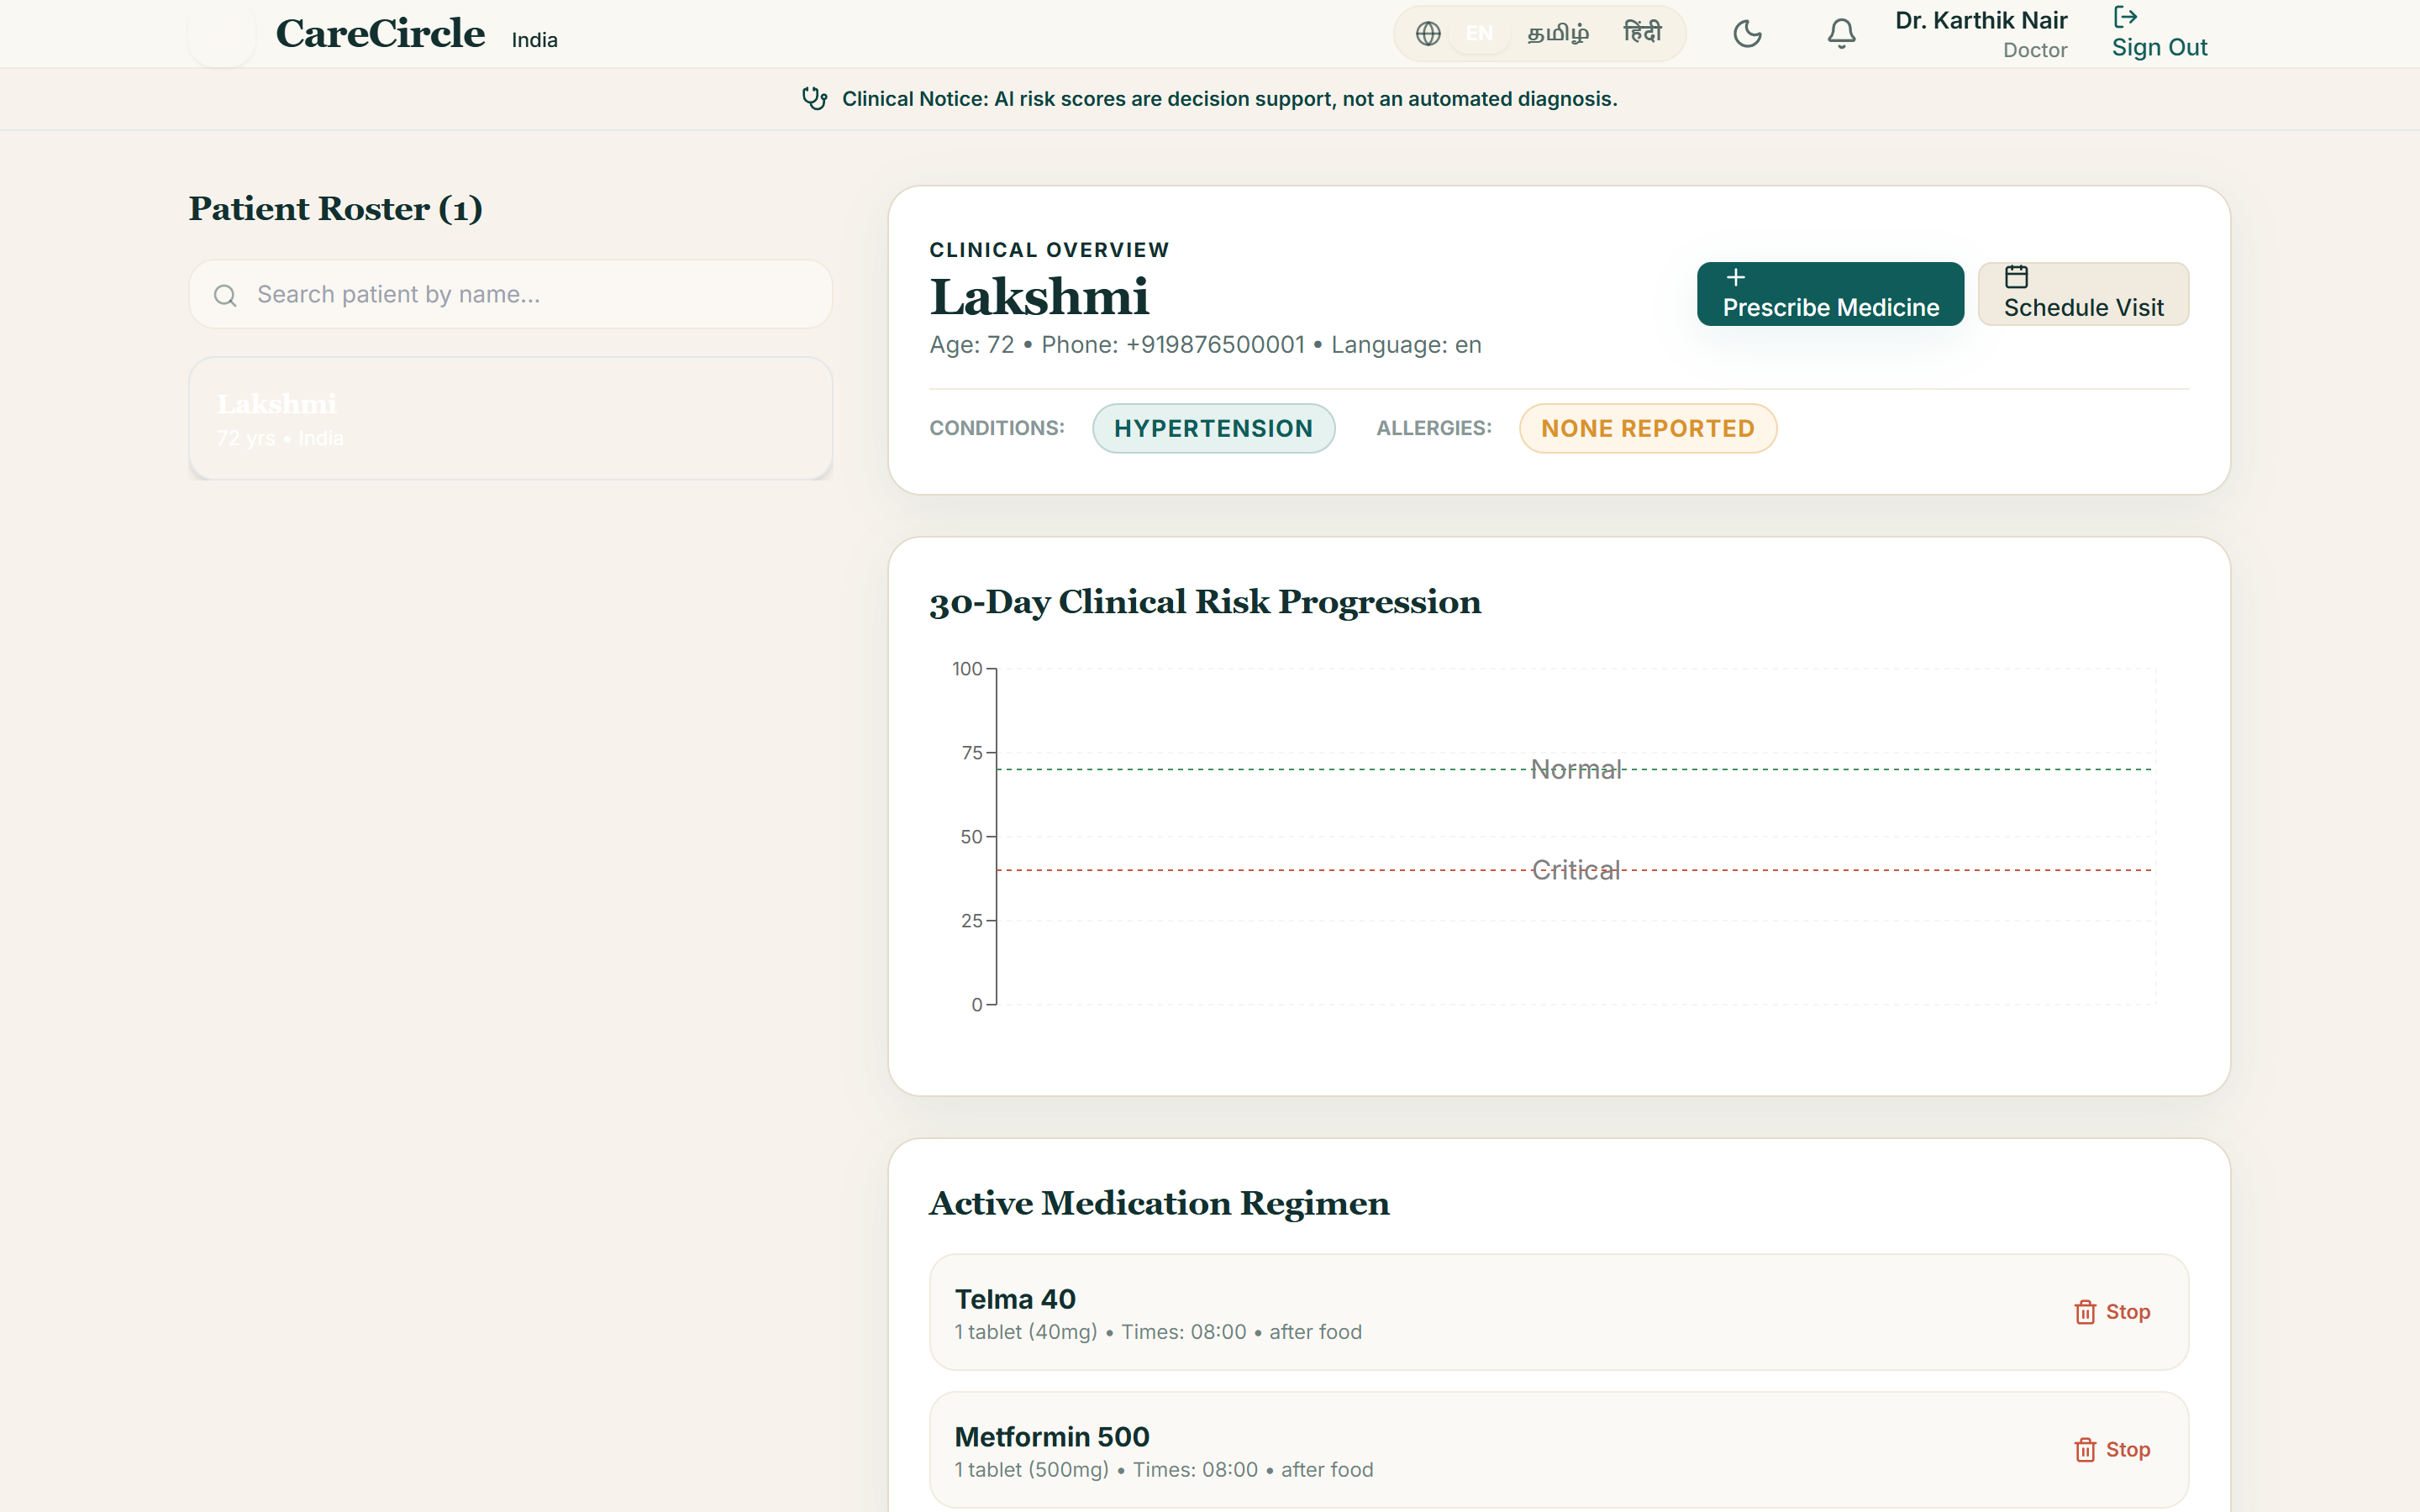 CareCircle India
EN தமிழ் हिंदी
Dr. Karthik Nair
Doctor
Sign Out
Clinical Notice: AI risk scores are decision support, not an automated diagnosis.
Patient Roster (1)
Search patient by name...
Lakshmi
72 yrs • India
CLINICAL OVERVIEW
Lakshmi
Age: 72 • Phone: +919876500001 • Language: en
Prescribe Medicine
Schedule Visit
CONDITIONS: HYPERTENSION ALLERGIES: NONE REPORTED
30-Day Clinical Risk Progression
100
75
Normal
50
Critical
25
0
Active Medication Regimen
Telma 40
1 tablet (40mg) • Times: 08:00 • after food
Stop
Metformin 500
1 tablet (500mg) • Times: 08:00 • after food
Stop